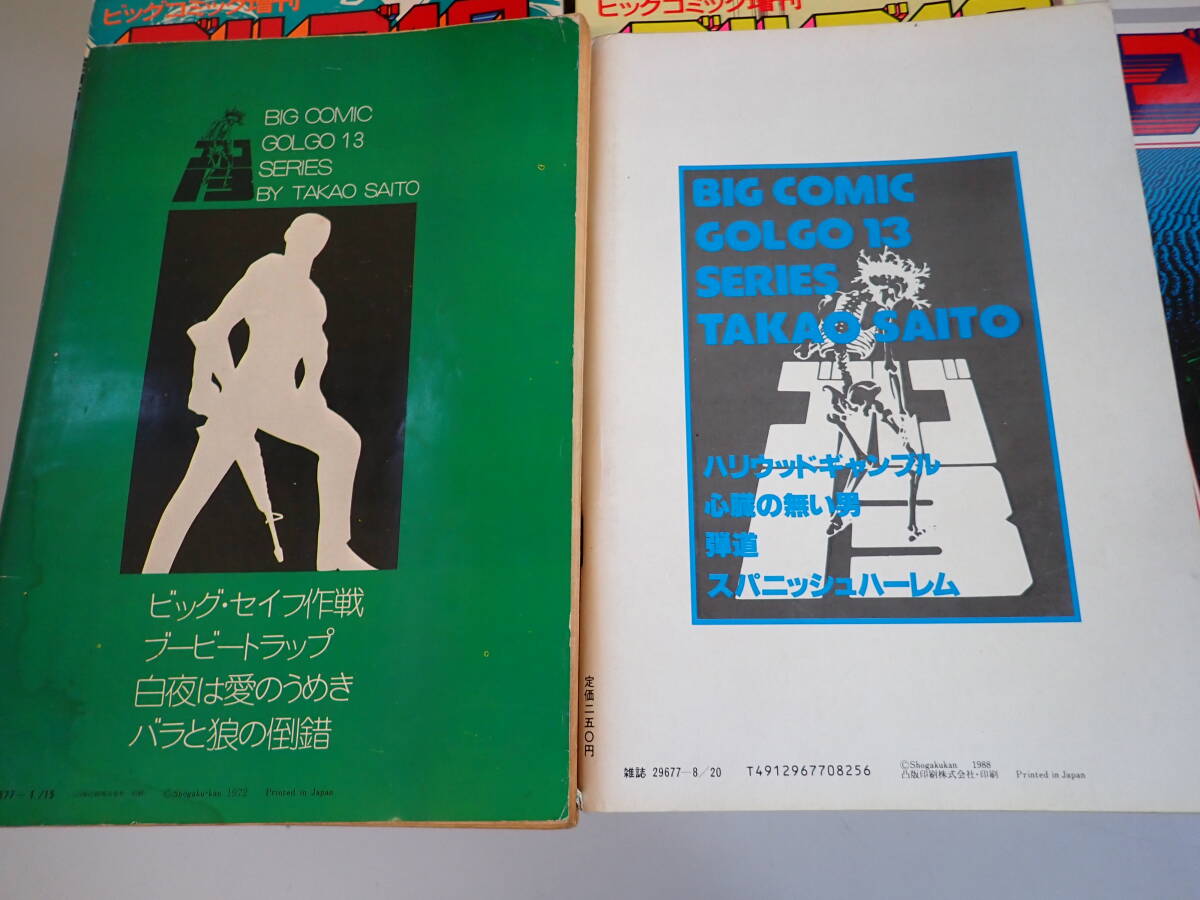 ビッグコミック増刊
ビッグコミック増刊
BIG COMIC
GOLGO 13
SERIES
BY TAKAO SAITO
ビッグ・セイフ作戦
ブービートラップ
白夜は愛のうめき
バラと狼の倒錯
©Shogaku-kan 1972 Printed in Japan
定価二五〇円
BIG COMIC
GOLGO 13
SERIES
TAKAO SAITO
13
ハリウッドギャンブル
心臓の無い男
弾道
スパニッシュハーレム
雑誌 29677-8/20 T4912967708256
©Shogakukan 1988
凸版印刷株式会社・印刷 Printed in Japan